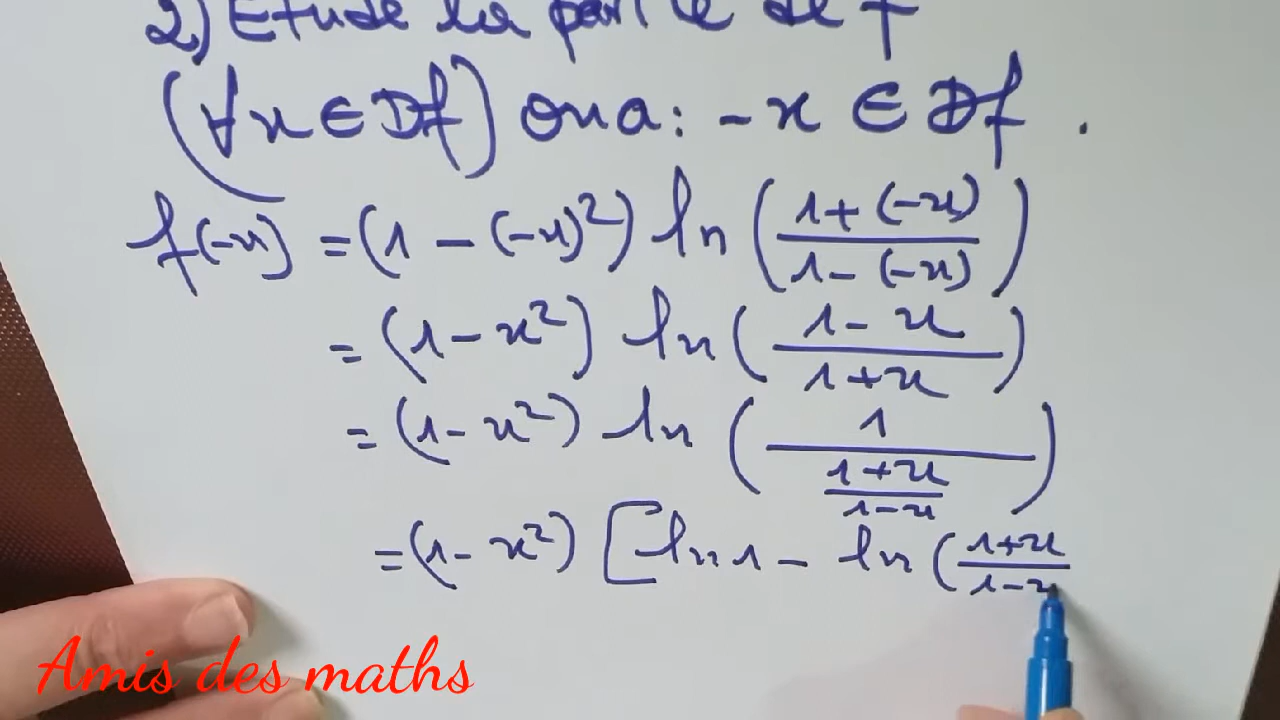 2) Etude la parite de f
(∀x ∈ Df) on a : -x ∈ Df .
f(-x) = (1 - (-x)²) ln ( (1 + (-x)) / (1 - (-x)) )
= (1 - x²) ln ( (1 - x) / (1 + x) )
= (1 - x²) ln ( 1 / ((1 + x) / (1 - x)) )
= (1 - x²) [ ln 1 - ln ( (1 + x) / (1 - x)
Amis des maths